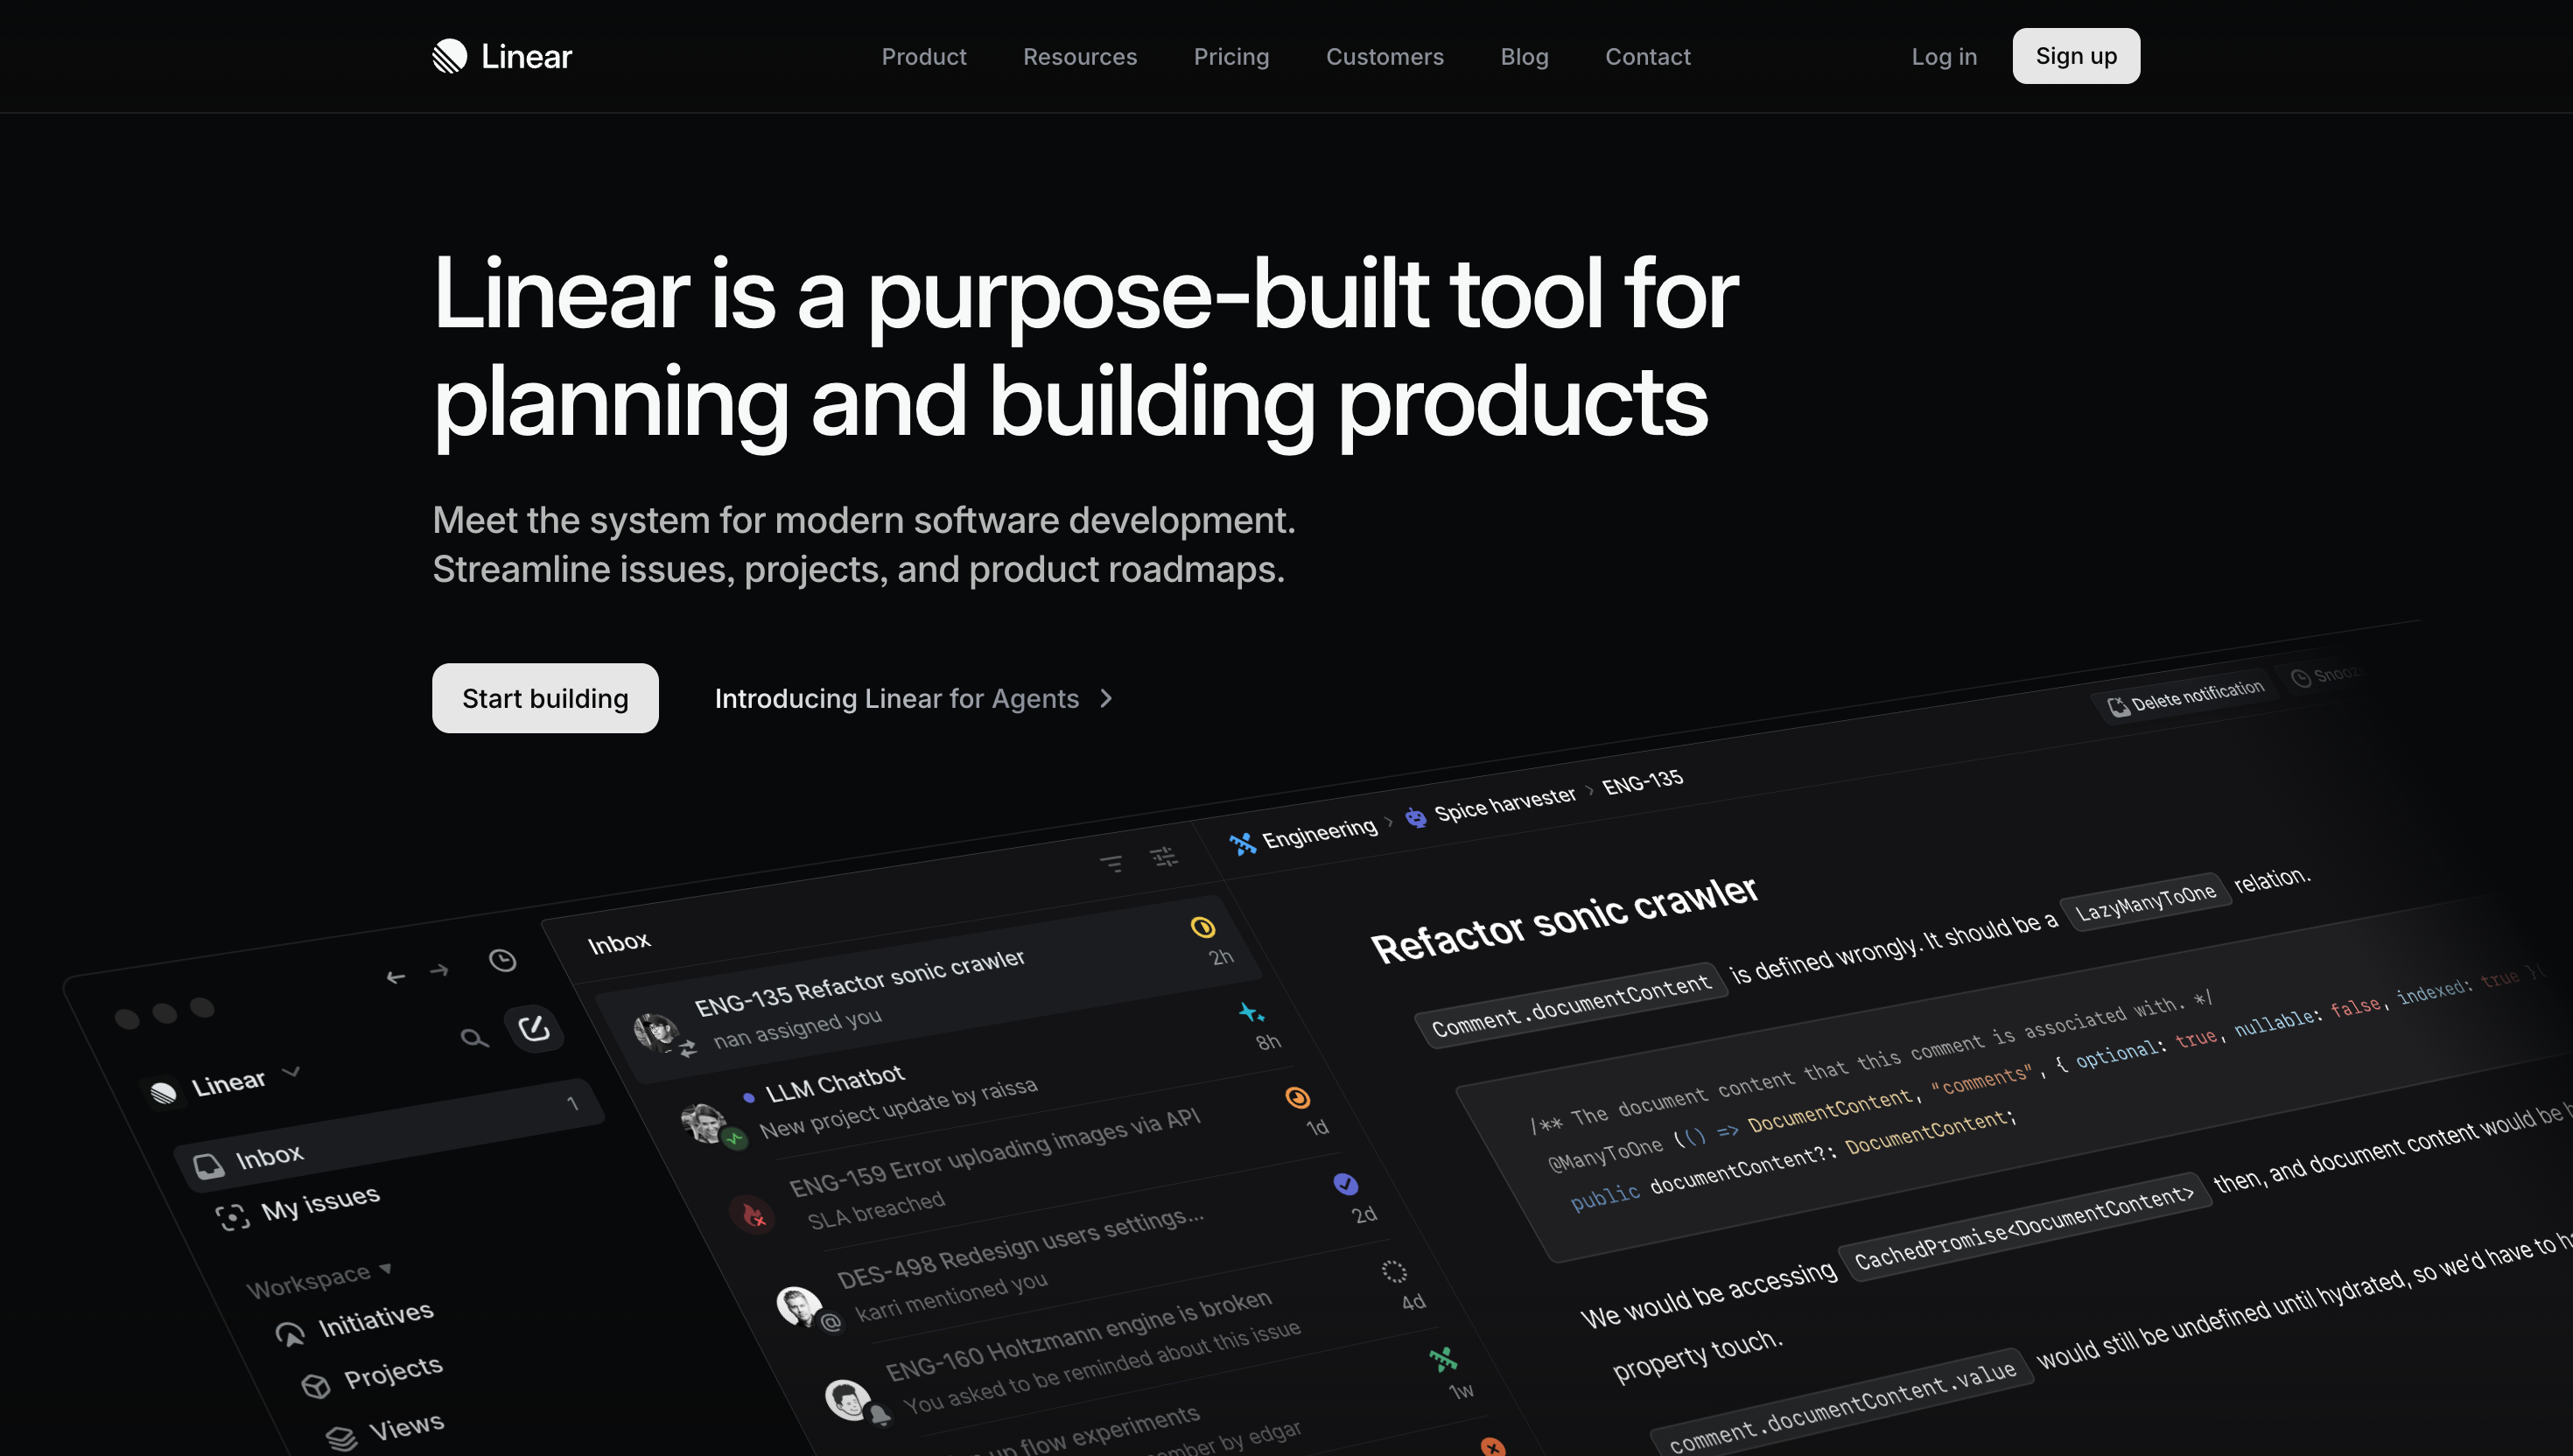 Linear
Product
Resources
Pricing
Customers
Blog
Contact
Log in
Sign up
Linear is a purpose-built tool for
planning and building products
Meet the system for modern software development.
Streamline issues, projects, and product roadmaps.
Start building
Introducing Linear for Agents
Linear
Inbox
1
My issues
Workspace
Initiatives
Projects
Views
Inbox
ENG-135 Refactor sonic crawler
nan assigned you
2h
LLM Chatbot
New project update by raissa
8h
ENG-159 Error uploading images via API
SLA breached
1d
DES-498 Redesign users settings...
karri mentioned you
2d
ENG-160 Holtzmann engine is broken
You asked to be reminded about this issue
4d
up flow experiments
by edgar
1w
Engineering › Spice harvester › ENG-135
Delete notification
Refactor sonic crawler
Comment.documentContent is defined wrongly. It should be a LazyManyToOne relation.
/** The document content that this comment is associated with. */
@ManyToOne (() => DocumentContent, "comments", { optional: true, nullable: false, indexed: true })
public documentContent?: DocumentContent;
We would be accessing CachedPromise<DocumentContent> then, and document content would be
property touch.
comment.documentContent.value would still be undefined until hydrated, so we'd have to